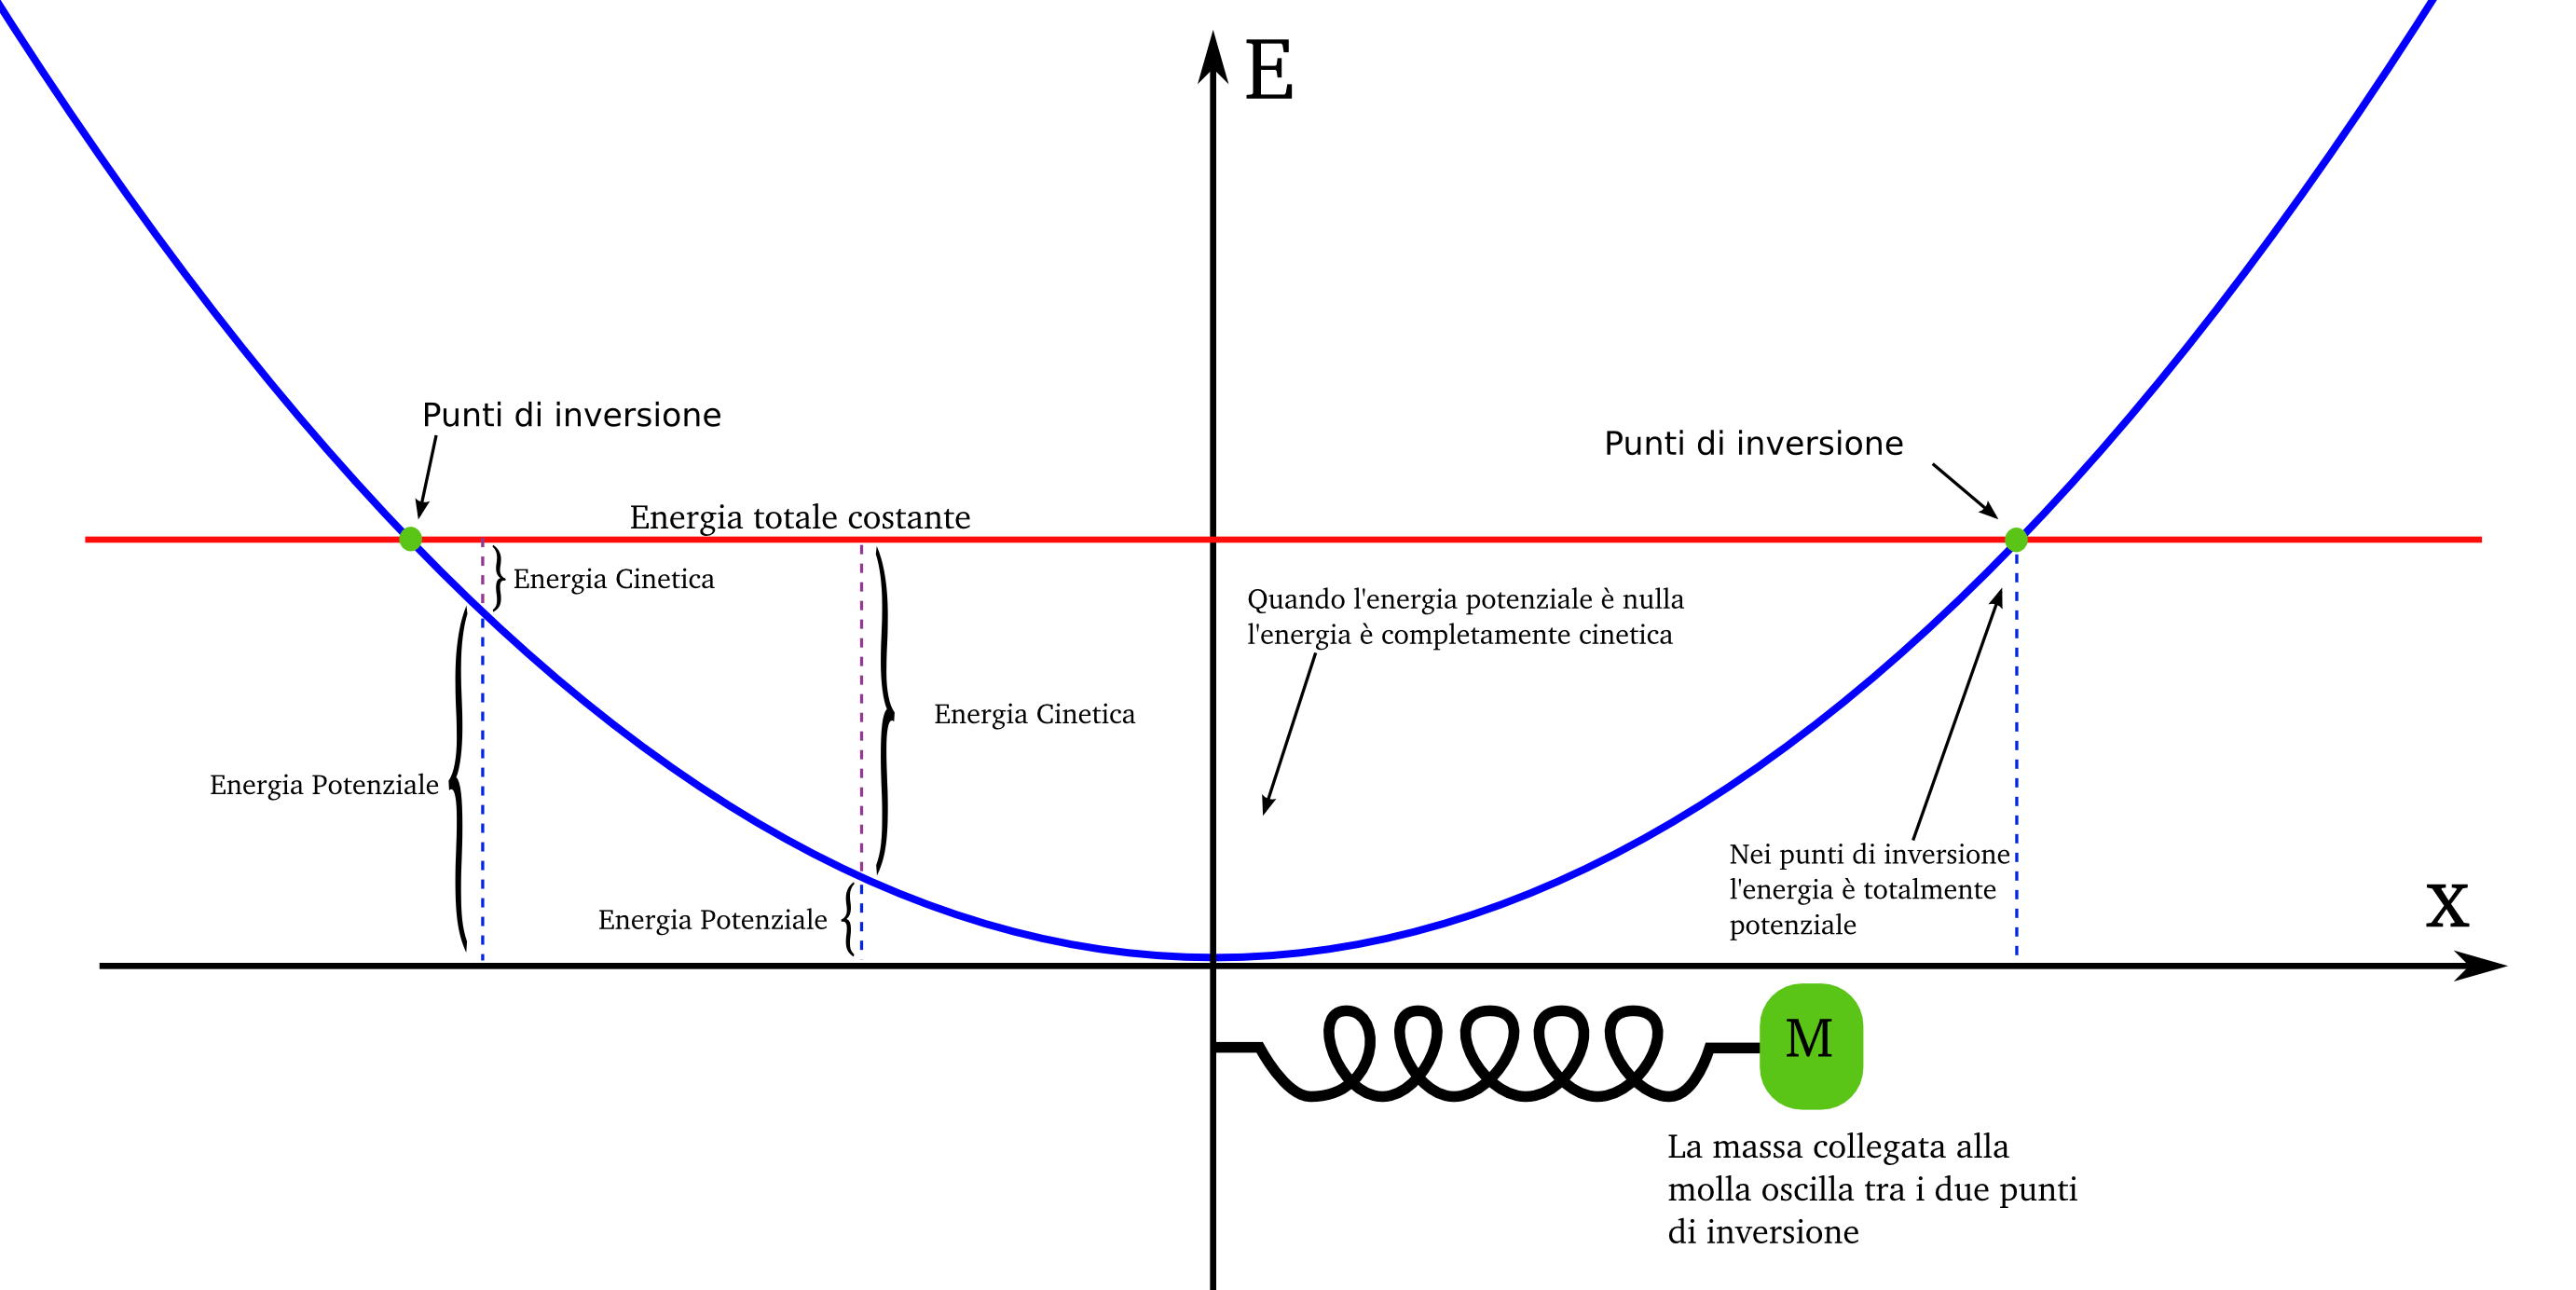 E
Punti di inversione
Punti di inversione
Energia totale costante
Energia Cinetica
Quando l'energia potenziale è nulla
l'energia è completamente cinetica
Energia Cinetica
Energia Potenziale
Nei punti di inversione
l'energia è totalmente
potenziale
Energia Potenziale
x
M
La massa collegata alla
molla oscilla tra i due punti
di inversione